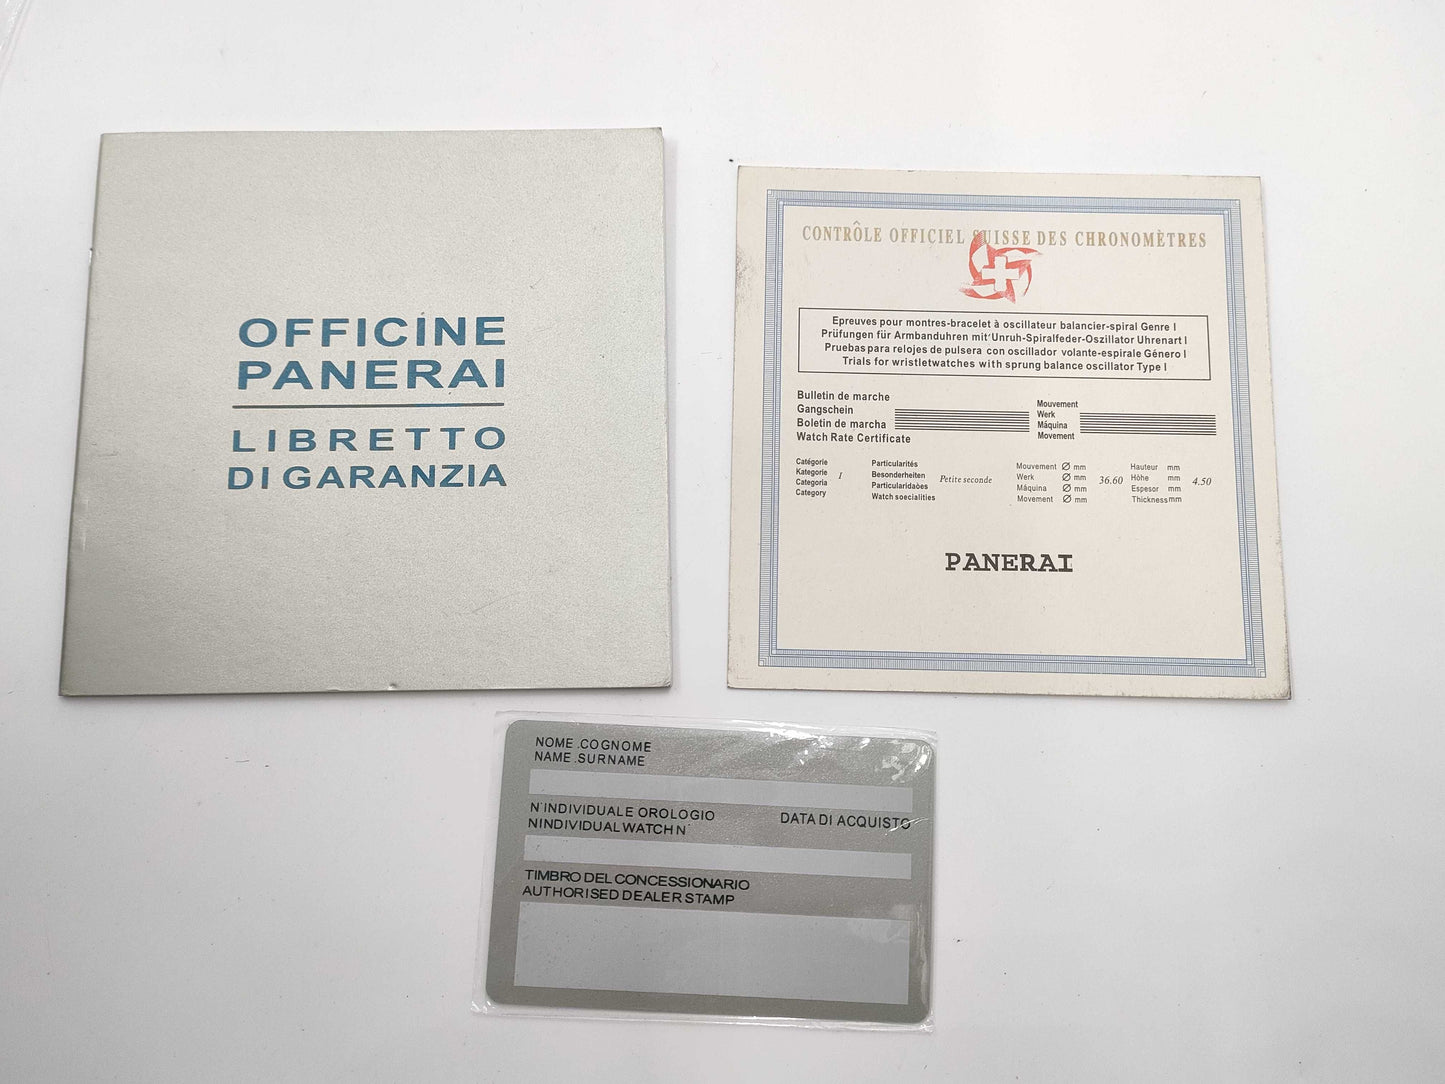 OFFICINE
PANERAI
LIBRETTO
DI GARANZIA
CONTRÔLE OFFICIEL SUISSE DES CHRONOMÈTRES
Epreuves pour montres-bracelet à oscillateur balancier-spiral Genre I
Prüfungen für Armbanduhren mit'Unruh-Spiralfeder-Oszillator Uhrenart I
Pruebas para relojes de pulsera con oscillador volante-espirale Género I
Trials for wristletwatches with sprung balance oscillator Type I
Bulletin de marche
Gangschein
Boletin de marcha
Watch Rate Certificate
Mouvement
Werk
Máquina
Movement
Catégorie
Kategorie
Categoria
Category
I
Particularités
Besonderheiten
Particularidaòes
Watch soecialities
Petite seconde
Mouvement Ø mm
Werk Ø mm
Máquina Ø mm
Movement Ø mm
36.60
Hauteur mm
Höhe mm
Espesor mm
Thickness mm
4.50
PANERAI
NOME .COGNOME
NAME .SURNAME
N'INDIVIDUALE OROLOGIO
NINDIVIDUAL WATCH N'
DATA DI ACQUISTO
TIMBRO DEL CONCESSIONARIO
AUTHORISED DEALER STAMP